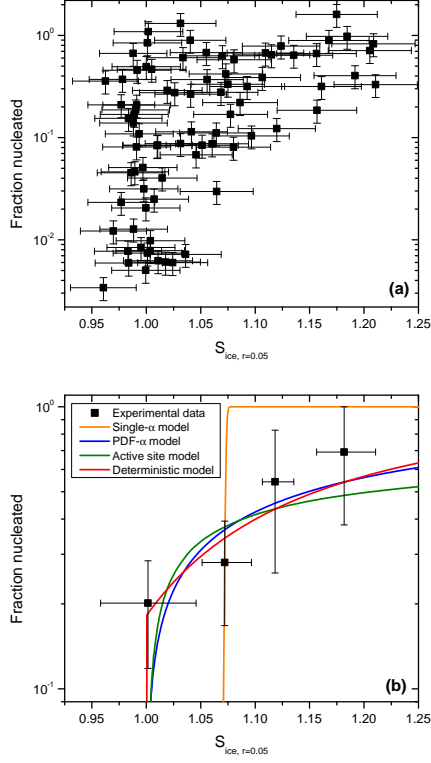 10⁰
10⁻¹
10⁻²
Fraction nucleated
(a)
0.95 1.00 1.05 1.10 1.15 1.20 1.25
S_ice, r=0.05
Experimental data
Single-α model
PDF-α model
Active site model
Deterministic model
10⁰
10⁻¹
Fraction nucleated
(b)
0.95 1.00 1.05 1.10 1.15 1.20 1.25
S_ice, r=0.05